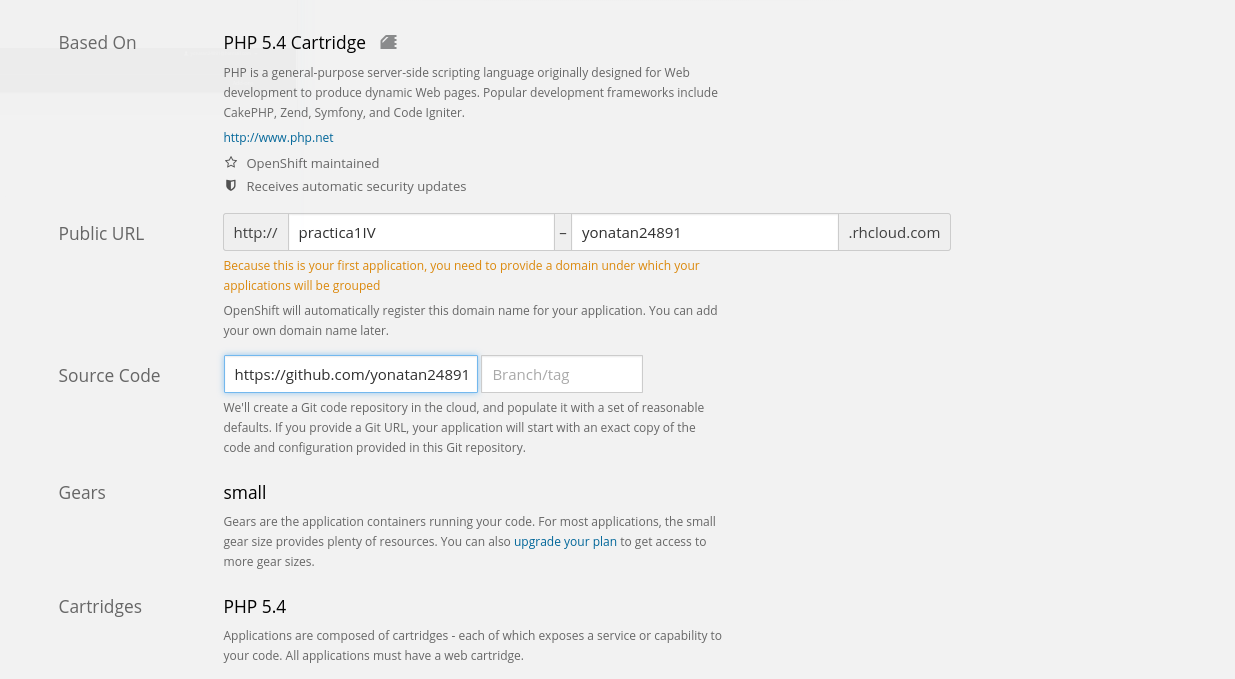 Based On
PHP 5.4 Cartridge
PHP is a general-purpose server-side scripting language originally designed for Web
development to produce dynamic Web pages. Popular development frameworks include
CakePHP, Zend, Symfony, and Code Igniter.
http://www.php.net
OpenShift maintained
Receives automatic security updates
Public URL
http:// practica1IV – yonatan24891 .rhcloud.com
Because this is your first application, you need to provide a domain under which your
applications will be grouped
OpenShift will automatically register this domain name for your application. You can add
your own domain name later.
Source Code
https://github.com/yonatan24891 Branch/tag
We'll create a Git code repository in the cloud, and populate it with a set of reasonable
defaults. If you provide a Git URL, your application will start with an exact copy of the
code and configuration provided in this Git repository.
Gears
small
Gears are the application containers running your code. For most applications, the small
gear size provides plenty of resources. You can also upgrade your plan to get access to
more gear sizes.
Cartridges
PHP 5.4
Applications are composed of cartridges - each of which exposes a service or capability to
your code. All applications must have a web cartridge.